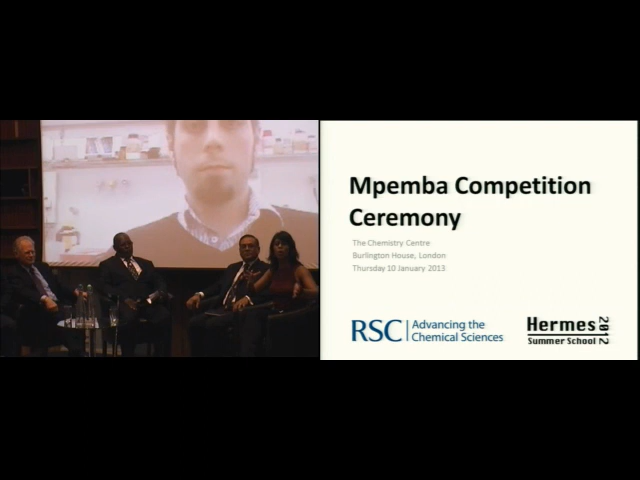 Mpemba Competition
Ceremony
The Chemistry Centre
Burlington House, London
Thursday 10 January 2013
RSC Advancing the
Chemical Sciences
Hermes 2012
Summer School